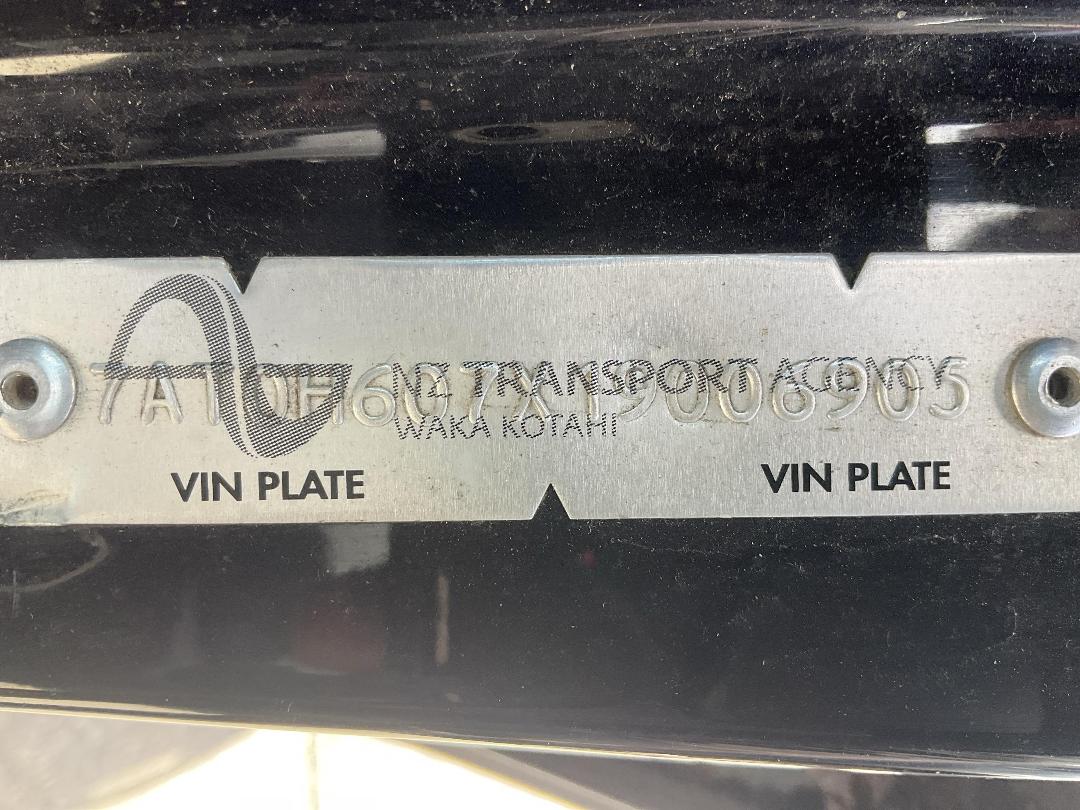 7AT0H607X19006905
NZ TRANSPORT AGENCY
WAKA KOTAHI
VIN PLATE
VIN PLATE